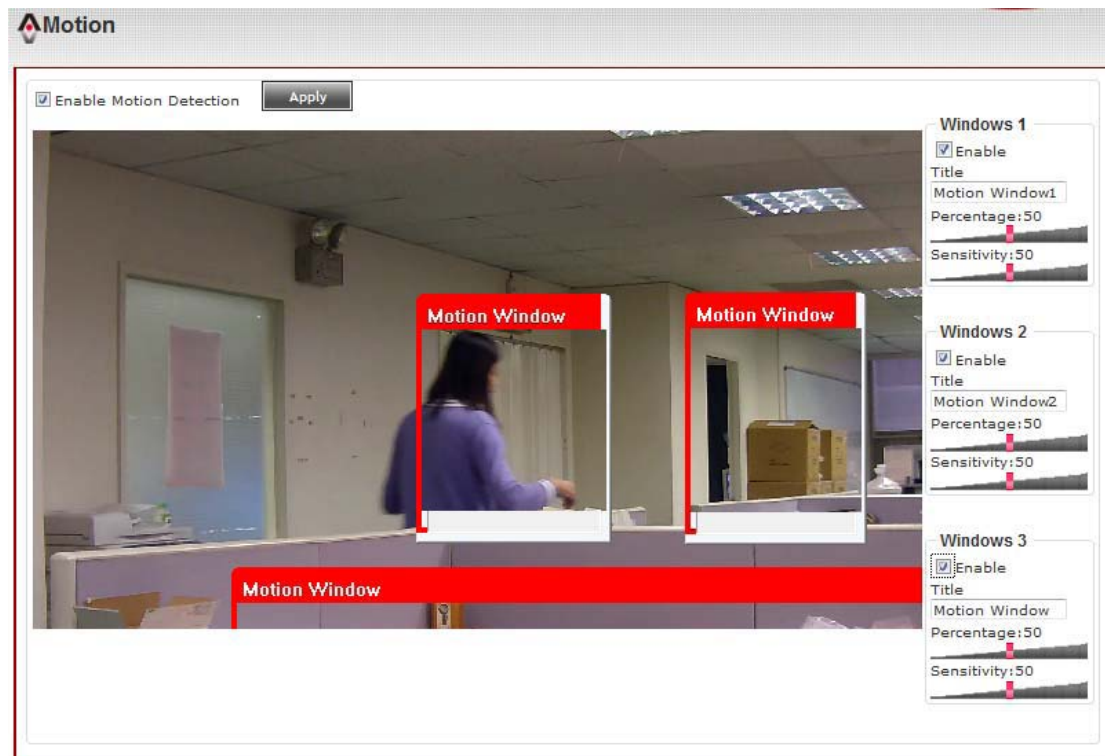 Motion
Enable Motion Detection
Apply
Windows 1
Enable
Title
Motion Window1
Percentage:50
Sensitivity:50
Motion Window
Motion Window
Windows 2
Enable
Title
Motion Window2
Percentage:50
Sensitivity:50
Windows 3
Enable
Title
Motion Window
Percentage:50
Sensitivity:50
Motion Window